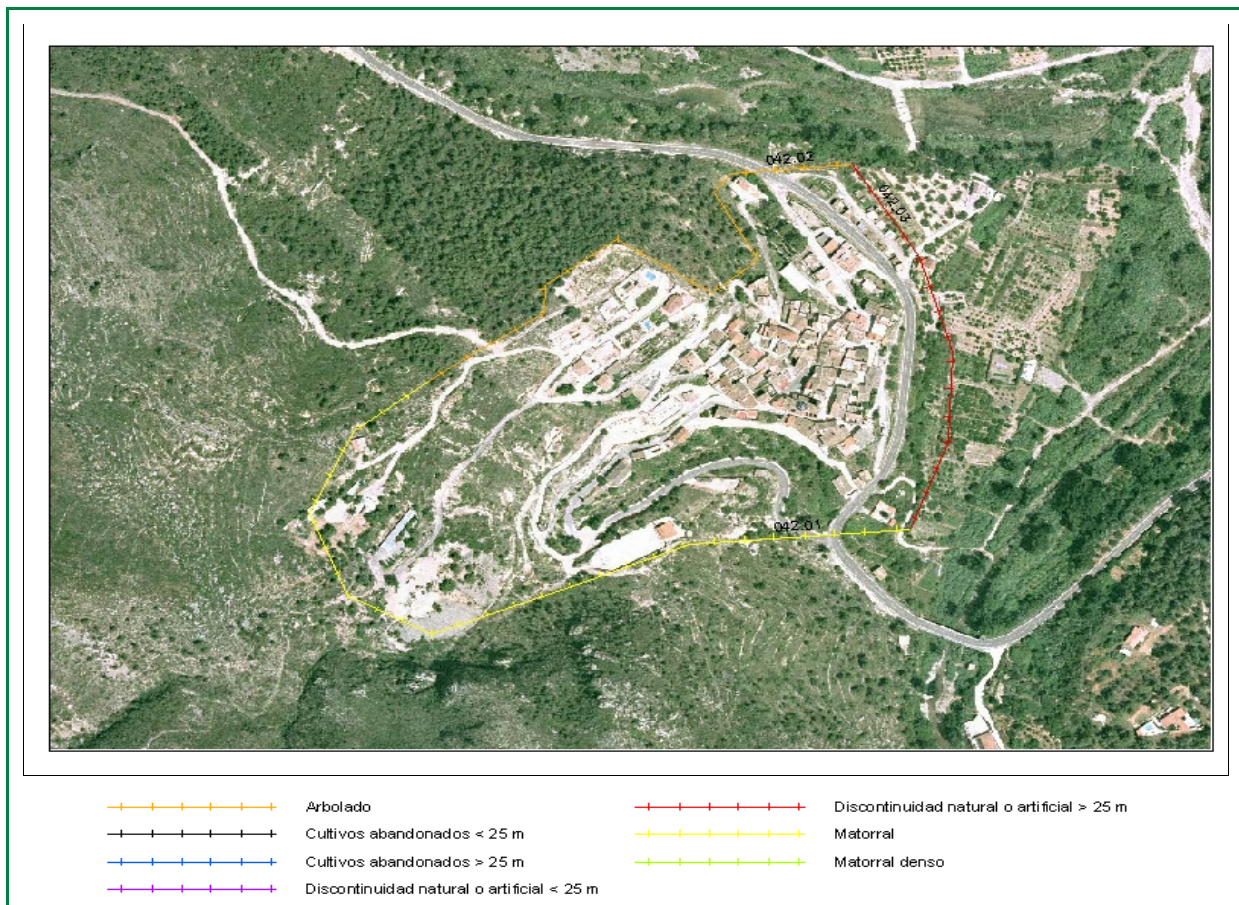 042.02
042.03
042.01
Arbolado
Cultivos abandonados < 25 m
Cultivos abandonados > 25 m
Discontinuidad natural o artificial < 25 m
Discontinuidad natural o artificial > 25 m
Matorral
Matorral denso